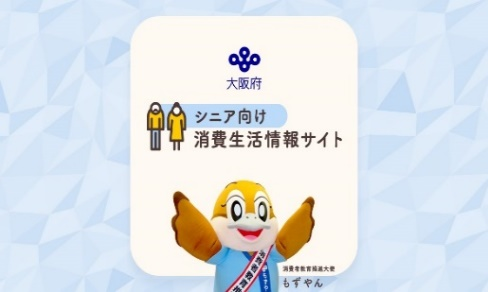 大阪府
シニア向け
消費生活情報サイト
消費者教育推進大使
もずやん